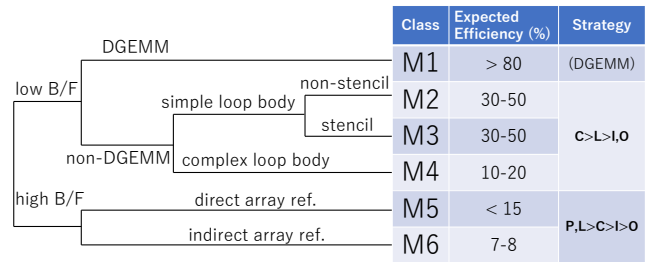 Class Expected Efficiency (%) Strategy
DGEMM
M1 > 80 (DGEMM)
low B/F
non-stencil
M2 30-50
simple loop body
stencil
M3 30-50
C>L>I,O
non-DGEMM
complex loop body
M4 10-20
high B/F
direct array ref.
M5 < 15
P,L>C>I>O
indirect array ref.
M6 7-8